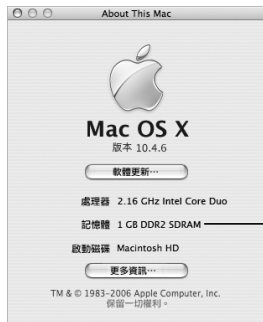 About This Mac
Mac OS X
版本 10.4.6
軟體更新…
處理器 2.16 GHz Intel Core Duo
記憶體 1 GB DDR2 SDRAM
啟動磁碟 Macintosh HD
更多資訊…
TM & © 1983–2006 Apple Computer, Inc.
保留一切權利。